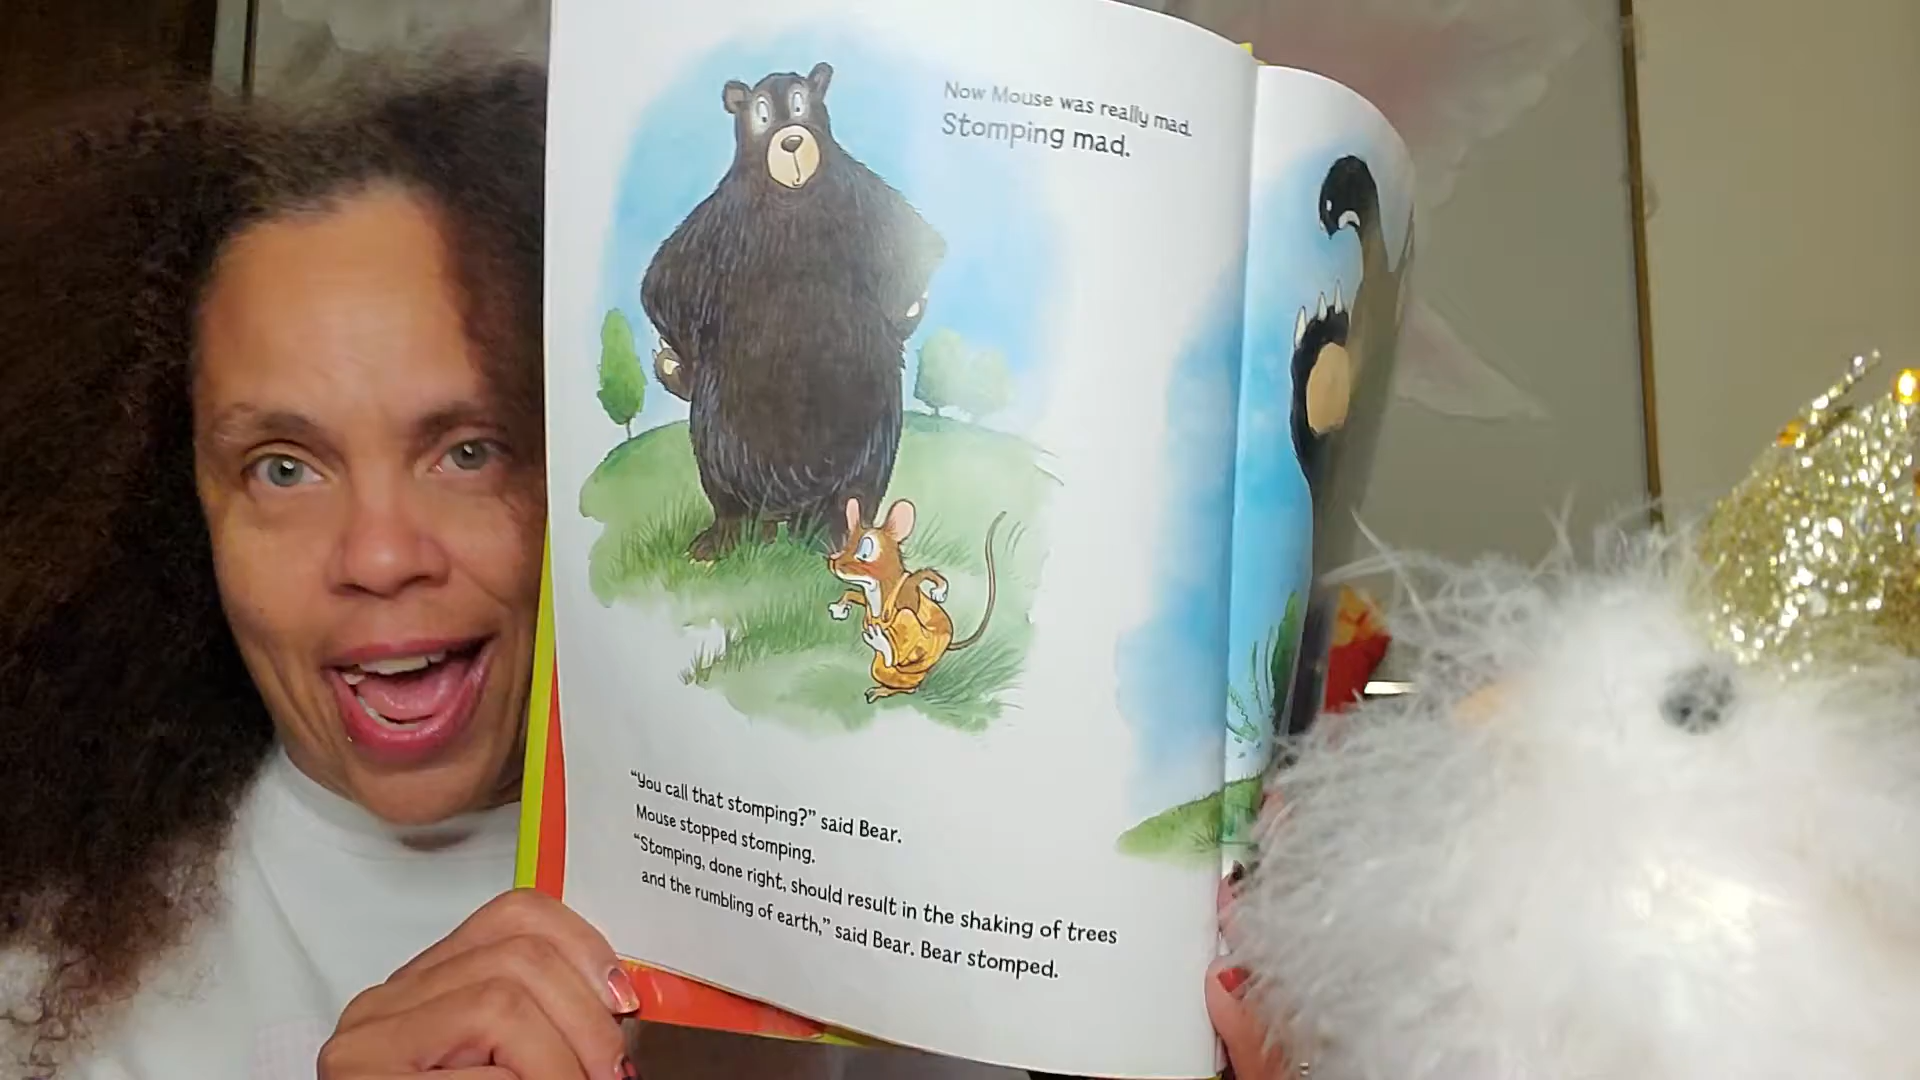 Now Mouse was really mad.
Stomping mad.
“You call that stomping?” said Bear.
Mouse stopped stomping.
“Stomping, done right, should result in the shaking of trees
and the rumbling of earth,” said Bear. Bear stomped.